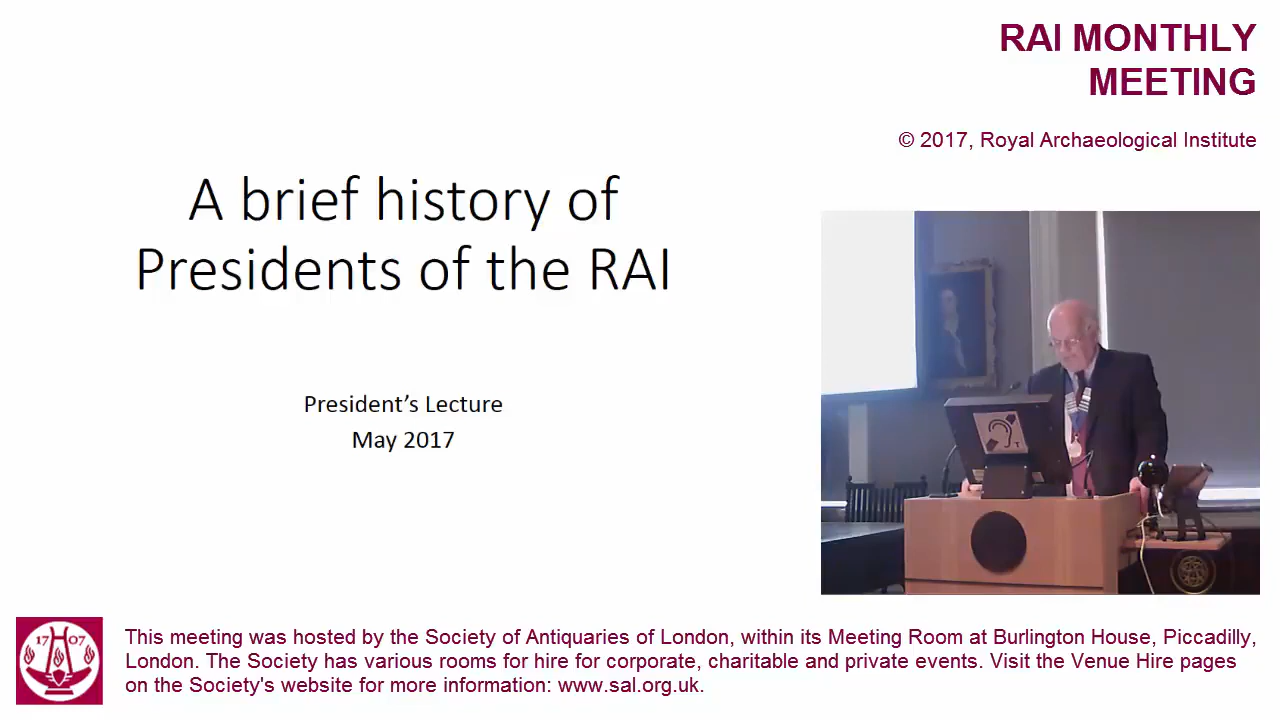 RAI MONTHLY
MEETING
© 2017, Royal Archaeological Institute
A brief history of
Presidents of the RAI
President’s Lecture
May 2017
T
17 07
This meeting was hosted by the Society of Antiquaries of London, within its Meeting Room at Burlington House, Piccadilly,
London. The Society has various rooms for hire for corporate, charitable and private events. Visit the Venue Hire pages
on the Society's website for more information: www.sal.org.uk.